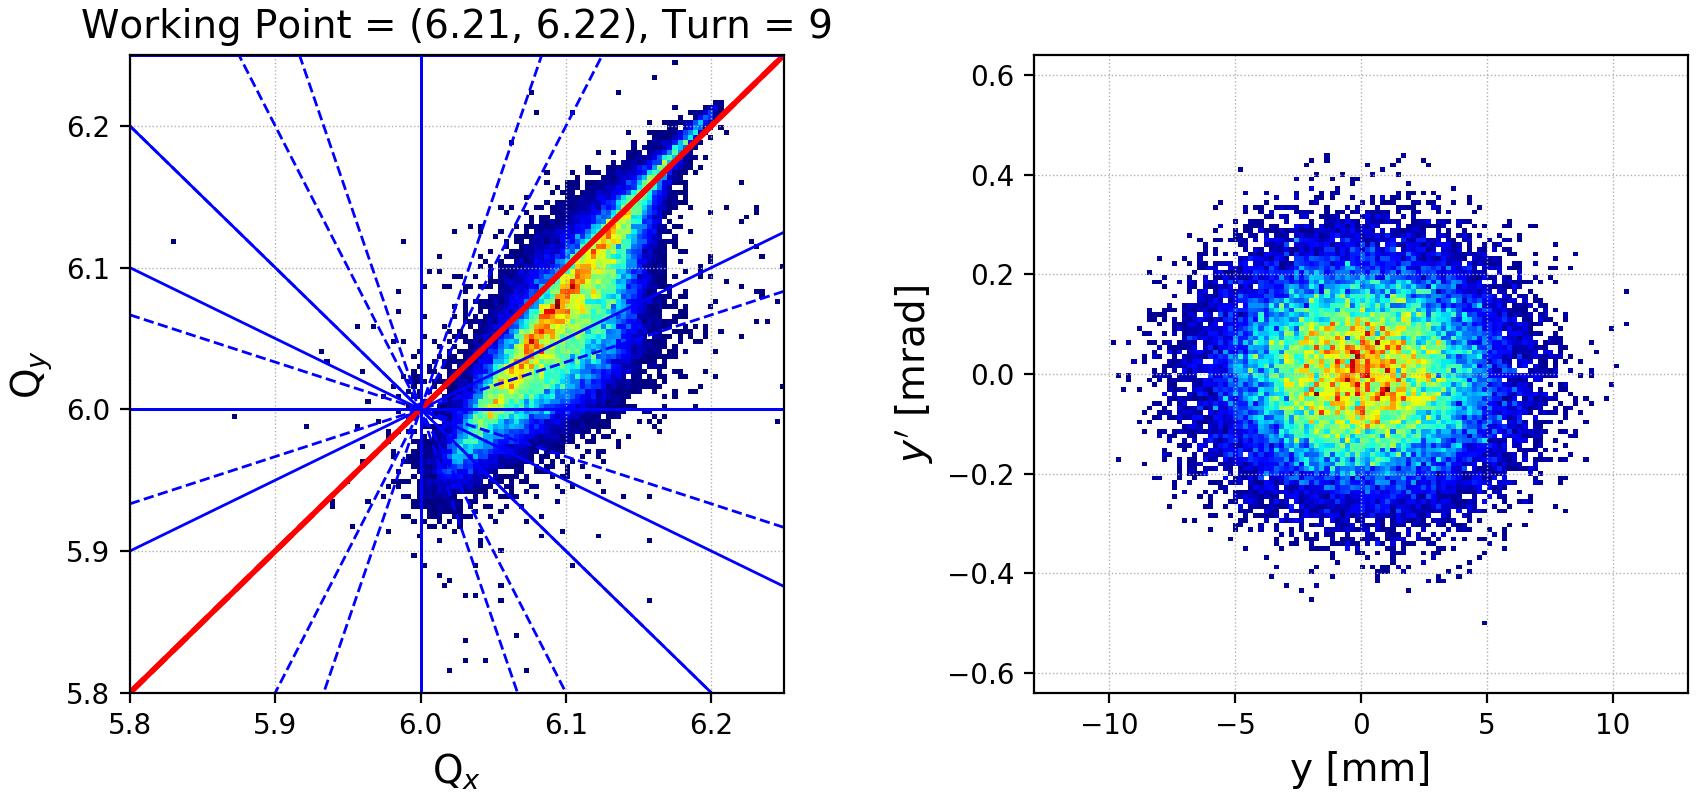 Working Point = (6.21, 6.22), Turn = 9
6.2
6.1
6.0
5.9
5.8
Qy
5.8 5.9 6.0 6.1 6.2
Qx
0.6
0.4
0.2
0.0
−0.2
−0.4
−0.6
y′ [mrad]
−10 −5 0 5 10
y [mm]